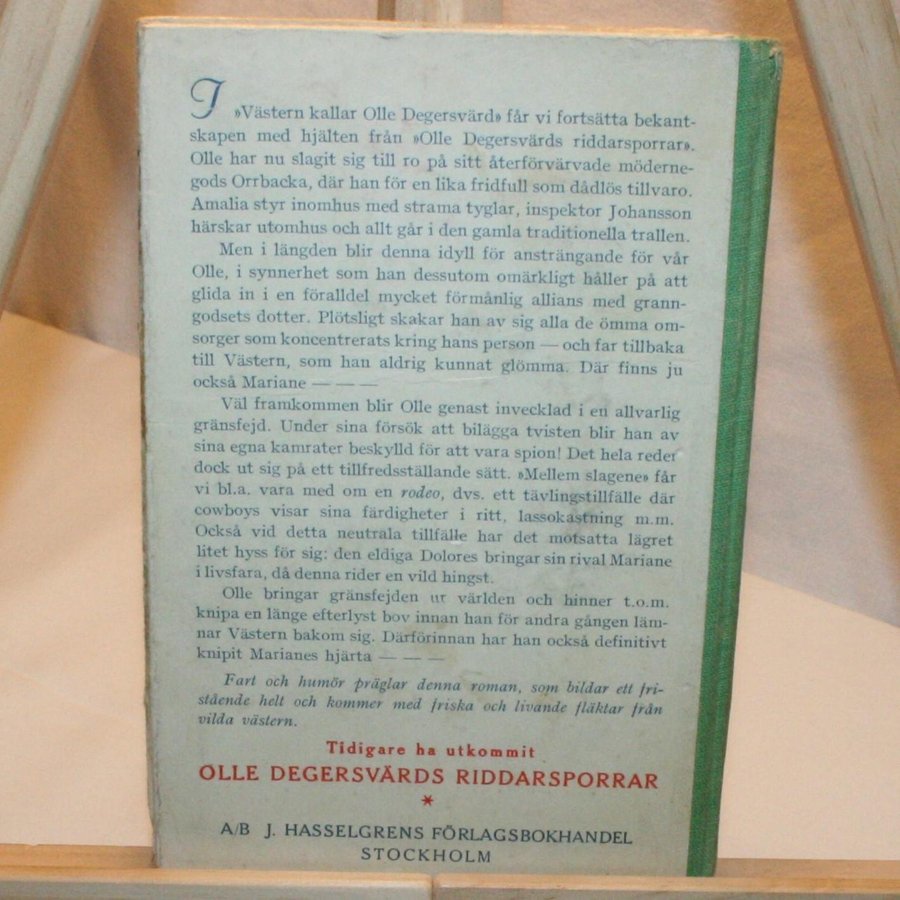 I »Västern kallar Olle Degersvärd» får vi fortsätta bekant-
skapen med hjälten från »Olle Degersvärds riddarsporrar».
Olle har nu slagit sig till ro på sitt återförvärvade möderne-
gods Orrbacka, där han för en lika fridfull som dådlös tillvaro.
Amalia styr inomhus med strama tyglar, inspektor Johansson
härskar utomhus och allt går i den gamla traditionella trallen.
Men i längden blir denna idyll för ansträngande för vår
Olle, i synnerhet som han dessutom omärkligt håller på att
glida in i en föralldel mycket förmånlig allians med grann-
godsets dotter. Plötsligt skakar han av sig alla de ömma om-
sorger som koncentrerats kring hans person — och far tillbaka
till Västern, som han aldrig kunnat glömma. Där finns ju
också Mariane — — —
Väl framkommen blir Olle genast invecklad i en allvarlig
gränsfejd. Under sina försök att bilägga tvisten blir han av
sina egna kamrater beskylld för att vara spion! Det hela reder
dock ut sig på ett tillfredsställande sätt. »Mellem slagene» får
vi bl.a. vara med om en rodeo, dvs. ett tävlingstillfälle där
cowboys visar sina färdigheter i ritt, lassokastning m.m.
Också vid detta neutrala tillfälle har det motsatta lägret
litet hyss för sig: den eldiga Dolores bringar sin rival Mariane
i livsfara, då denna rider en vild hingst.
Olle bringar gränsfejden ur världen och hinner t.o.m.
knipa en länge efterlyst bov innan han för andra gången läm-
nar Västern bakom sig. Därförinnan har han också definitivt
knipit Marianes hjärta — — —
Fart och humör präglar denna roman, som bildar ett fri-
stående helt och kommer med friska och livande fläktar från
vilda västern.
Tidigare ha utkommit
OLLE DEGERSVÄRDS RIDDARSPORRAR
*
A/B J. HASSELGRENS FÖRLAGSBOKHANDEL
STOCKHOLM